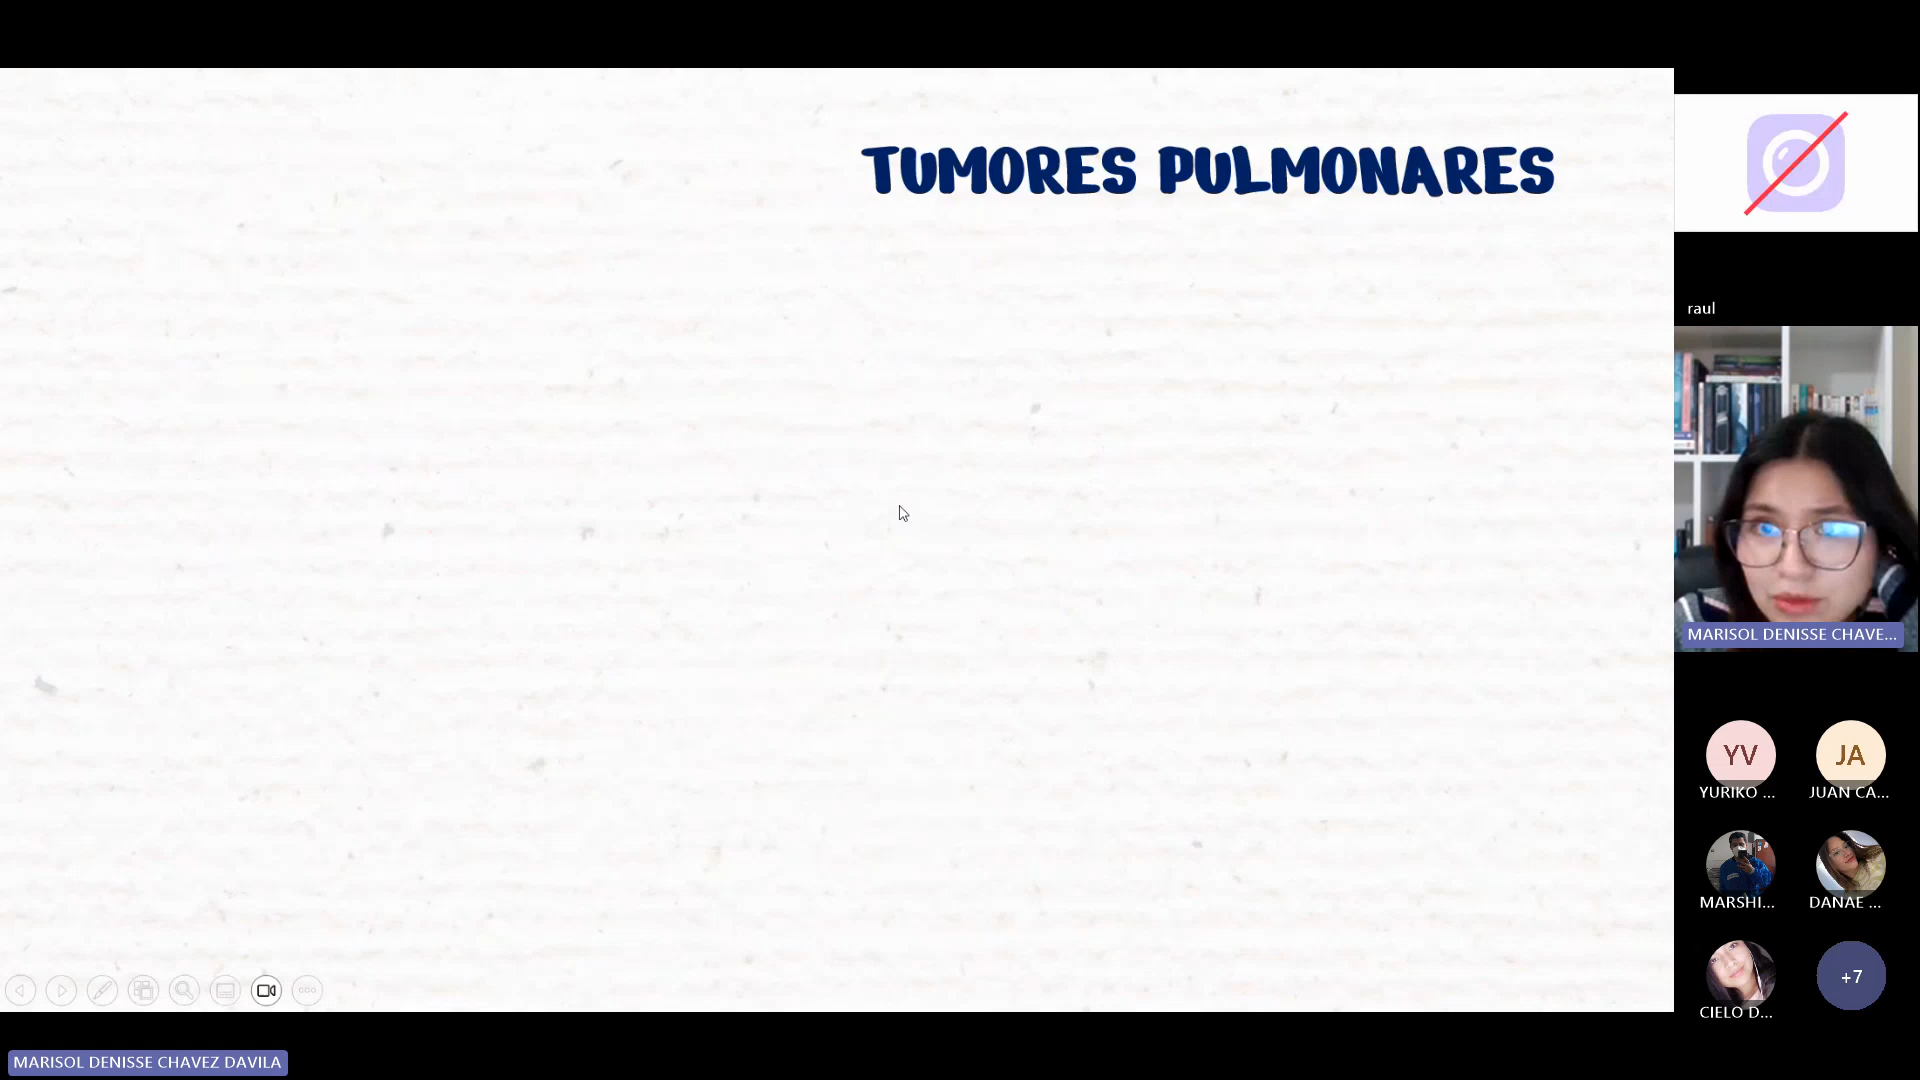 TUMORES PULMONARES
raul
MARISOL DENISSE CHAVE...
YV
JA
YURIKO ...
JUAN CA...
MARSHI...
DANAE ...
CIELO D...
+7
MARISOL DENISSE CHAVEZ DAVILA